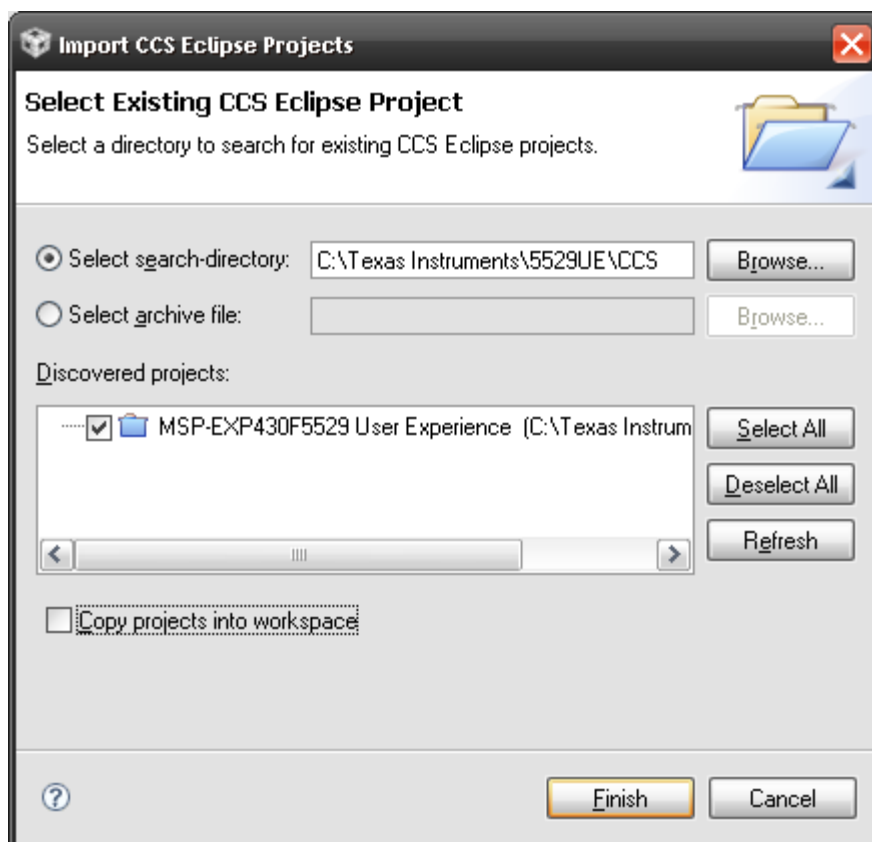 Import CCS Eclipse Projects
Select Existing CCS Eclipse Project
Select a directory to search for existing CCS Eclipse projects.
Select search-directory: C:\Texas Instruments\5529UE\CCS Browse...
Select archive file: Browse...
Discovered projects:
MSP-EXP430F5529 User Experience (C:\Texas Instrum Select All
Deselect All
Refresh
Copy projects into workspace
? Finish Cancel